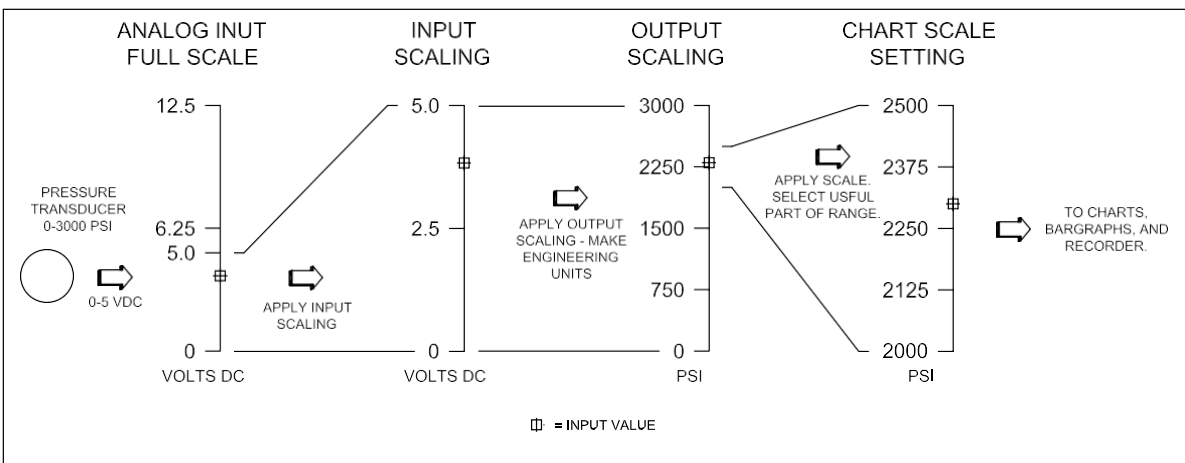 ANALOG INUT
FULL SCALE
INPUT
SCALING
OUTPUT
SCALING
CHART SCALE
SETTING
PRESSURE
TRANSDUCER
0-3000 PSI
0-5 VDC
12.5
6.25
5.0
0
VOLTS DC
APPLY INPUT
SCALING
5.0
2.5
0
VOLTS DC
APPLY OUTPUT
SCALING - MAKE
ENGINEERING
UNITS
3000
2250
1500
750
0
PSI
APPLY SCALE.
SELECT USFUL
PART OF RANGE.
2500
2375
2250
2125
2000
PSI
TO CHARTS,
BARGRAPHS, AND
RECORDER.
= INPUT VALUE